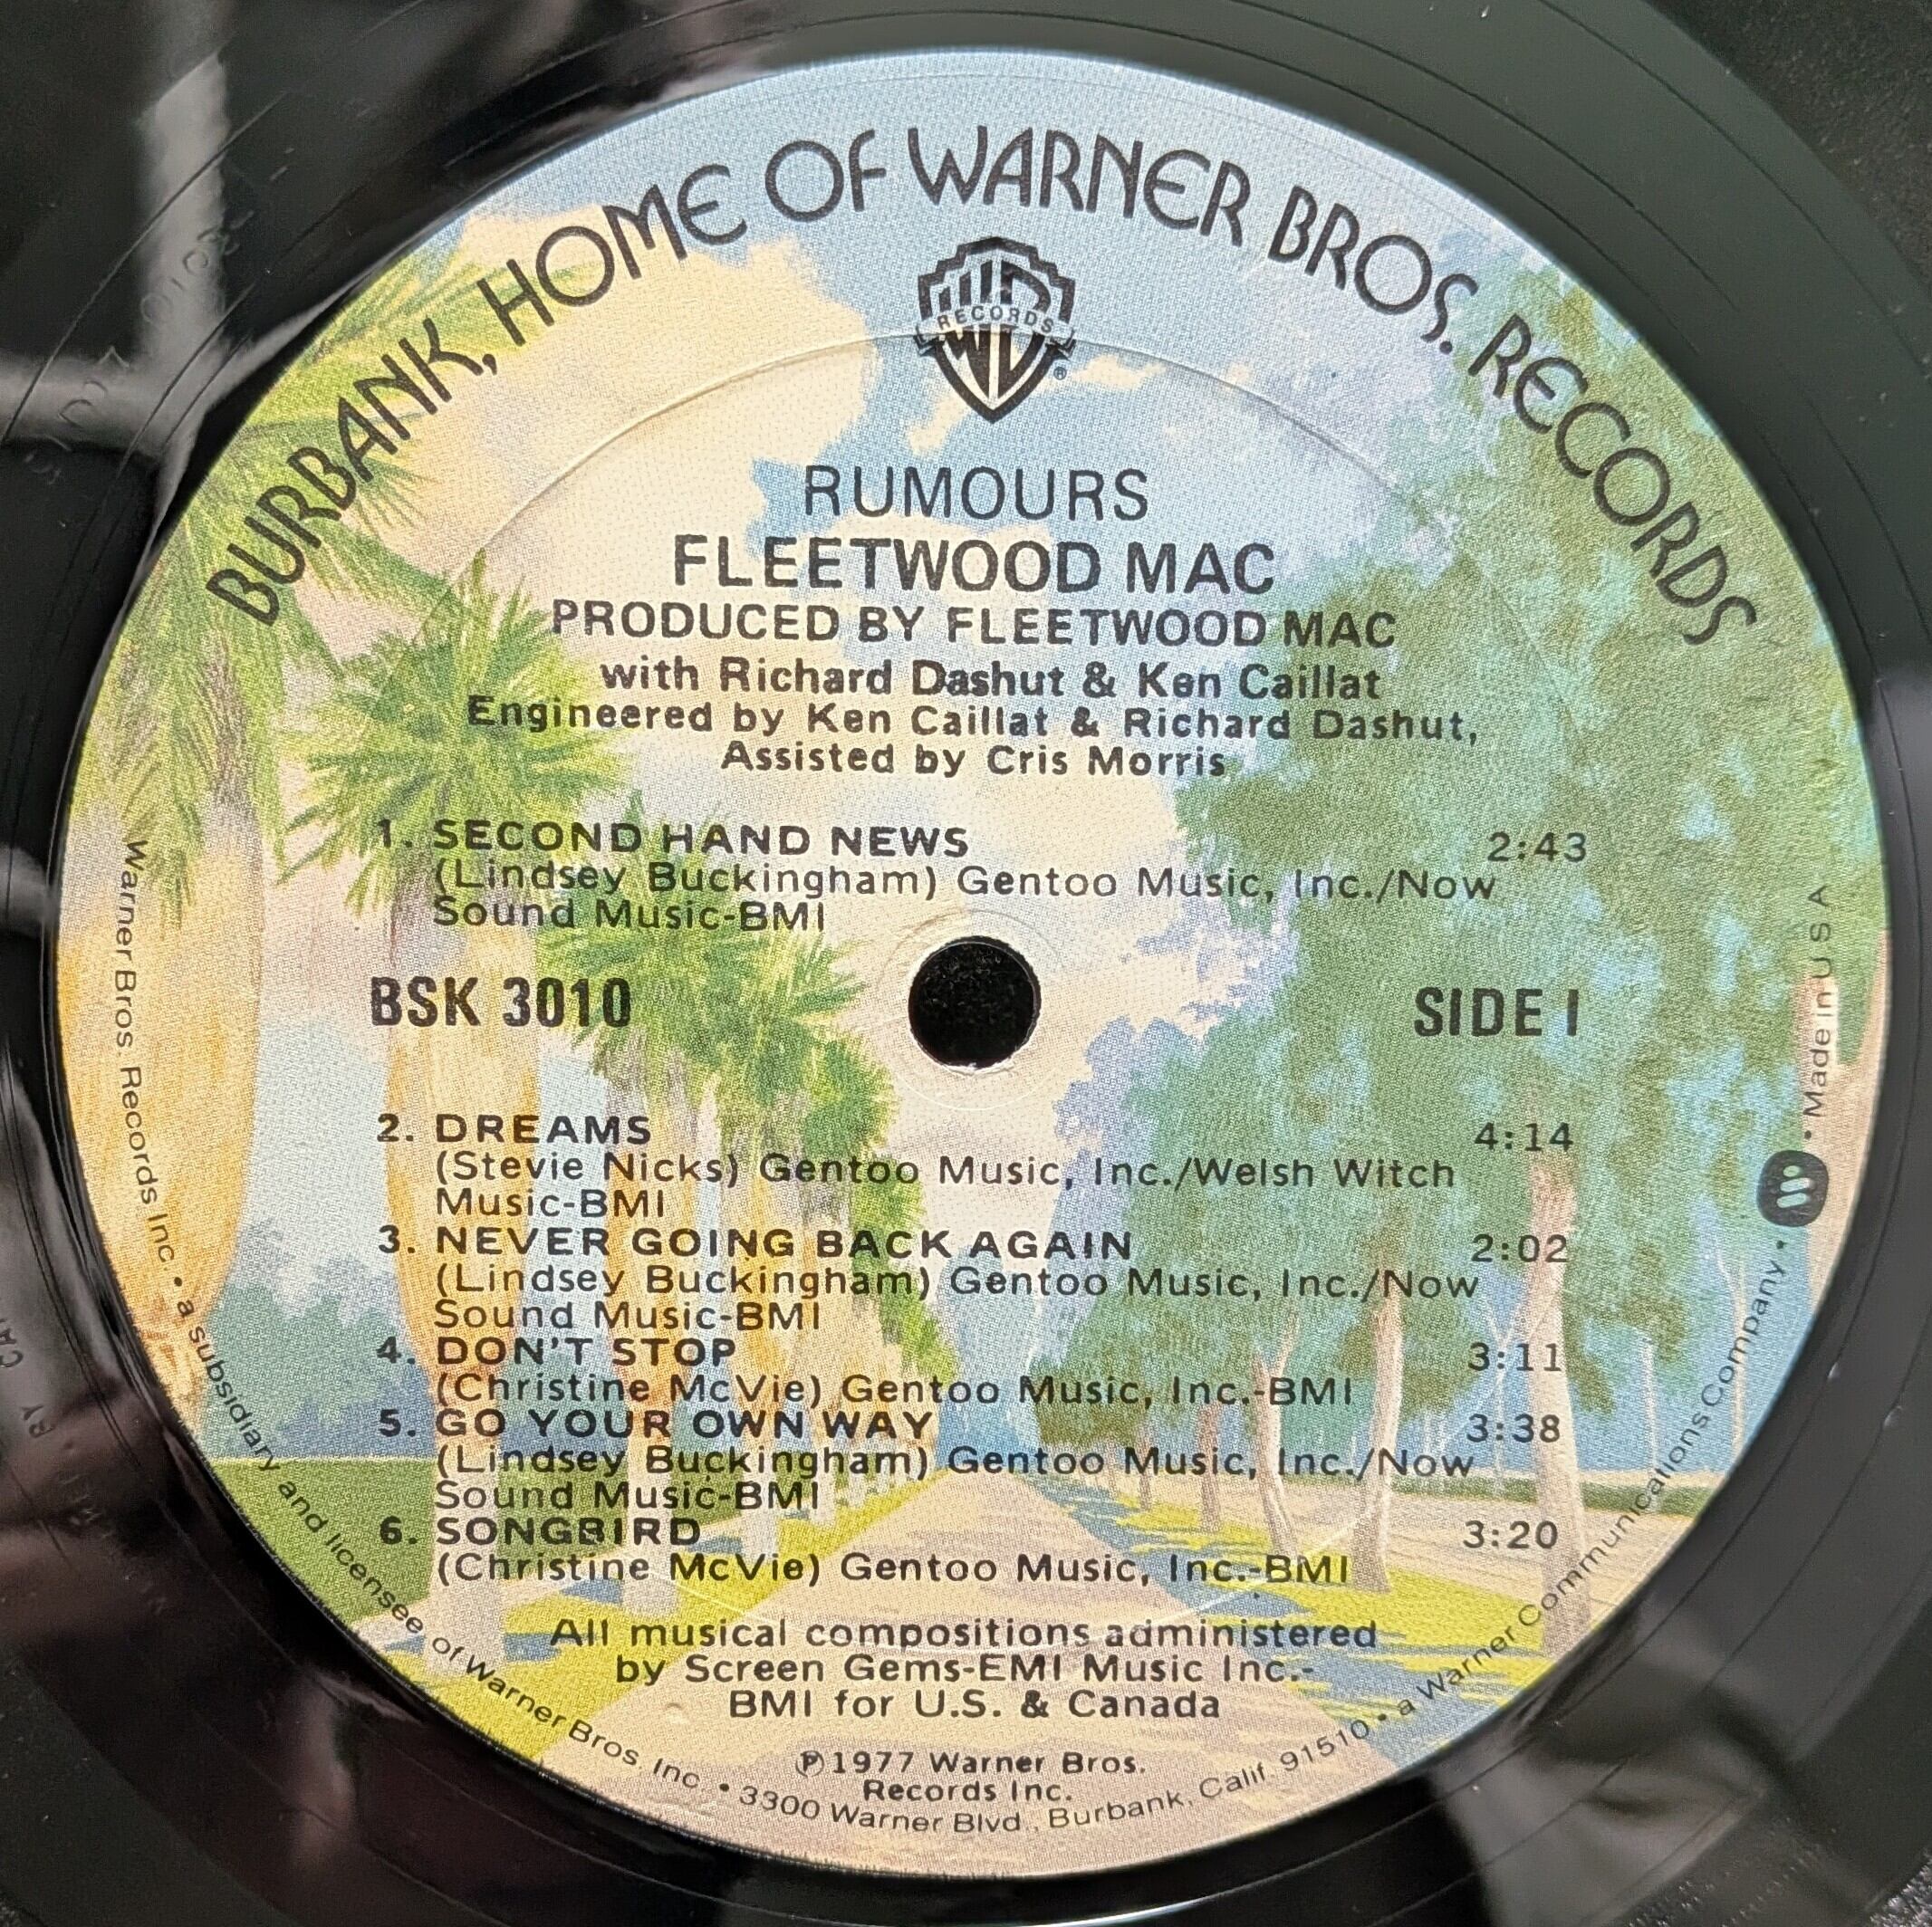 BURBANK, HOME OF WARNER BROS. RECORDS
RECORDS
®
RUMOURS
FLEETWOOD MAC
PRODUCED BY FLEETWOOD MAC
with Richard Dashut & Ken Caillat
Engineered by Ken Caillat & Richard Dashut,
Assisted by Cris Morris
1. SECOND HAND NEWS 2:43
(Lindsey Buckingham) Gentoo Music, Inc./Now
Sound Music-BMI
BSK 3010 SIDE I
2. DREAMS 4:14
(Stevie Nicks) Gentoo Music, Inc./Welsh Witch
Music-BMI
3. NEVER GOING BACK AGAIN 2:02
(Lindsey Buckingham) Gentoo Music, Inc./Now
Sound Music-BMI
4. DON'T STOP 3:11
(Christine McVie) Gentoo Music, Inc.-BMI
5. GO YOUR OWN WAY 3:38
(Lindsey Buckingham) Gentoo Music, Inc./Now
Sound Music-BMI
6. SONGBIRD 3:20
(Christine McVie) Gentoo Music, Inc.-BMI
All musical compositions administered
by Screen Gems-EMI Music Inc.-
BMI for U.S. & Canada
℗1977 Warner Bros.
Records Inc.
Warner Bros. Records Inc. • a subsidiary and licensee of Warner Bros. Inc. • 3300 Warner Blvd., Burbank, Calif. 91510 • a Warner Communications Company • • Made in U S A